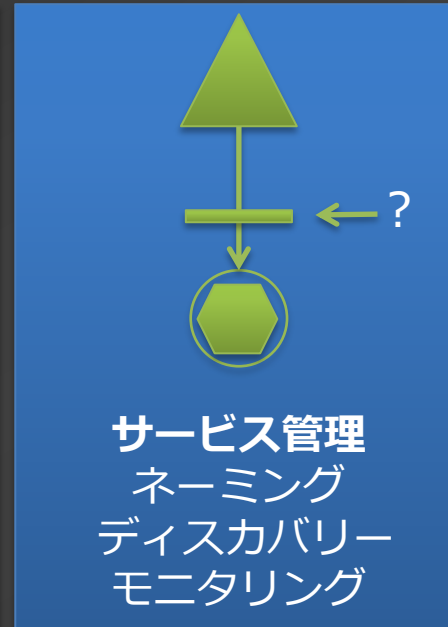 ?
サービス管理
ネーミング
ディスカバリー
モニタリング